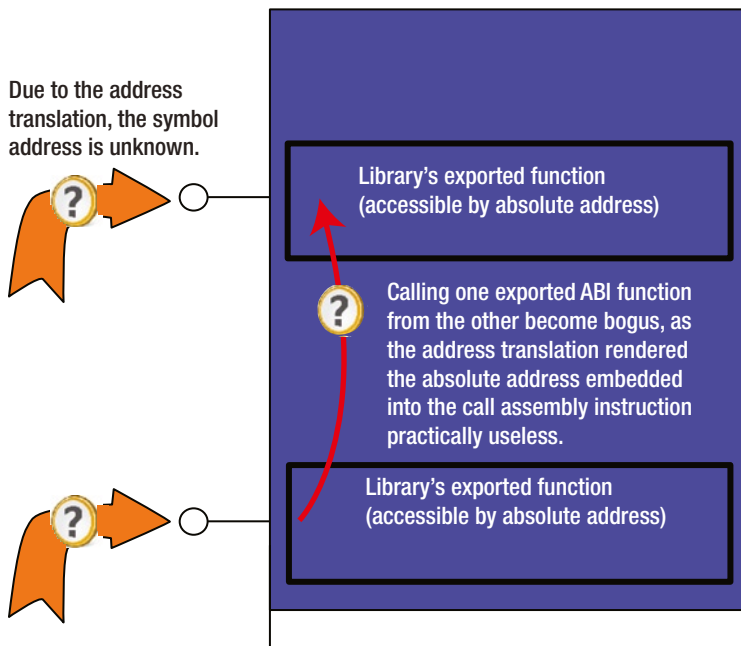 Due to the address
translation, the symbol
address is unknown.
?
Library's exported function
(accessible by absolute address)
?
Calling one exported ABI function
from the other become bogus, as
the address translation rendered
the absolute address embedded
into the call assembly instruction
practically useless.
?
Library's exported function
(accessible by absolute address)